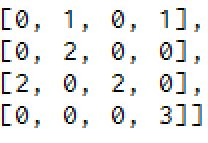 [0, 1, 0, 1],
[0, 2, 0, 0],
[2, 0, 2, 0],
[0, 0, 0, 3]]